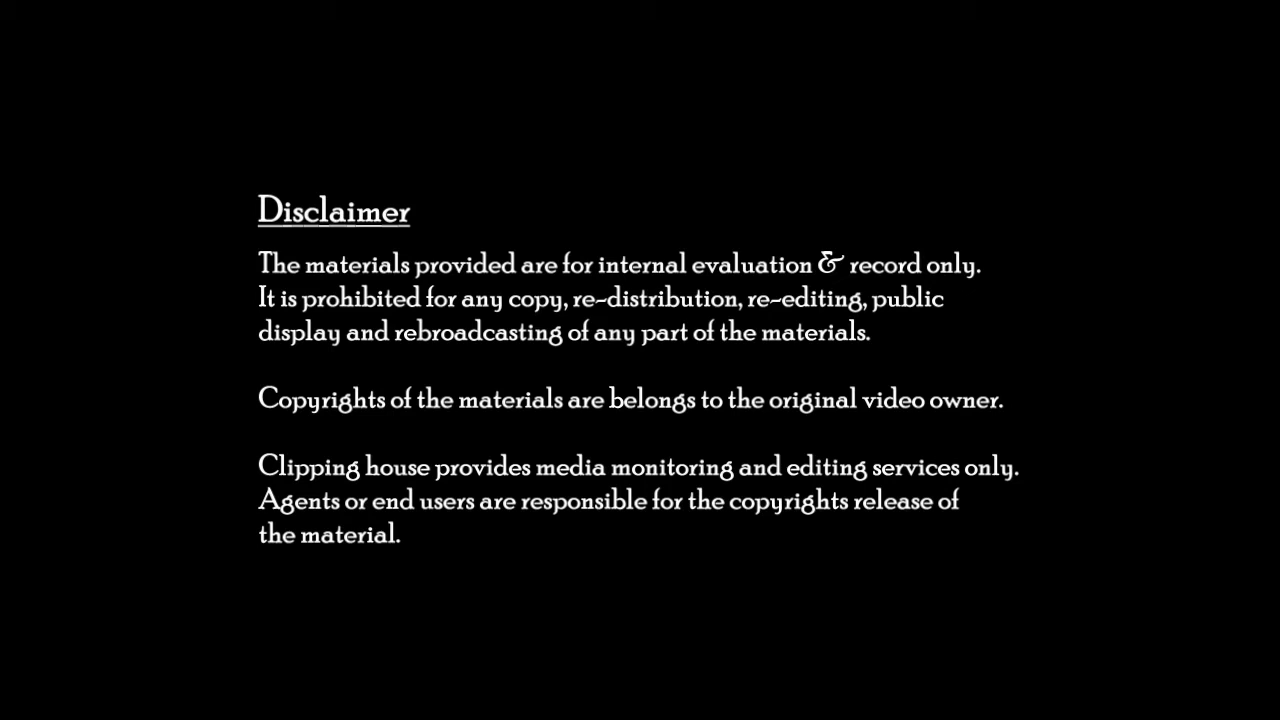 Disclaimer
The materials provided are for internal evaluation & record only.
It is prohibited for any copy, re-distribution, re-editing, public
display and rebroadcasting of any part of the materials.
Copyrights of the materials are belongs to the original video owner.
Clipping house provides media monitoring and editing services only.
Agents or end users are responsible for the copyrights release of
the material.